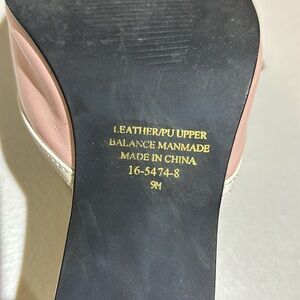 LEATHER/PU UPPER
BALANCE MANMADE
MADE IN CHINA
16-5474-8
9M